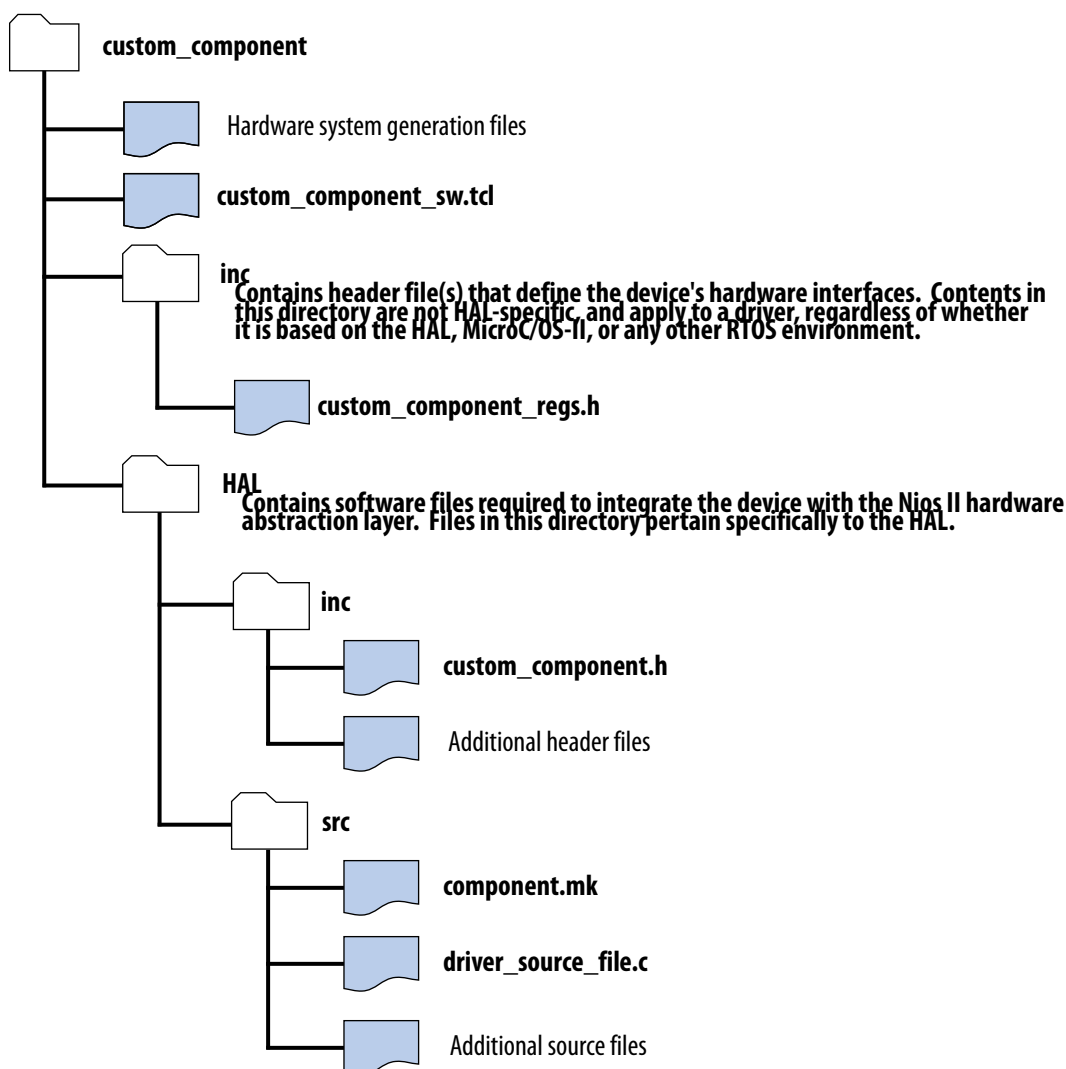 custom_component
Hardware system generation files
custom_component_sw.tcl
inc
Contains header file(s) that define the device's hardware interfaces.  Contents in
this directory are not HAL-specific, and apply to a driver, regardless of whether
it is based on the HAL, MicroC/OS-II, or any other RTOS environment.
custom_component_regs.h
HAL
Contains software files required to integrate the device with the Nios II hardware
abstraction layer.  Files in this directory pertain specifically to the HAL.
inc
custom_component.h
Additional header files
src
component.mk
driver_source_file.c
Additional source files